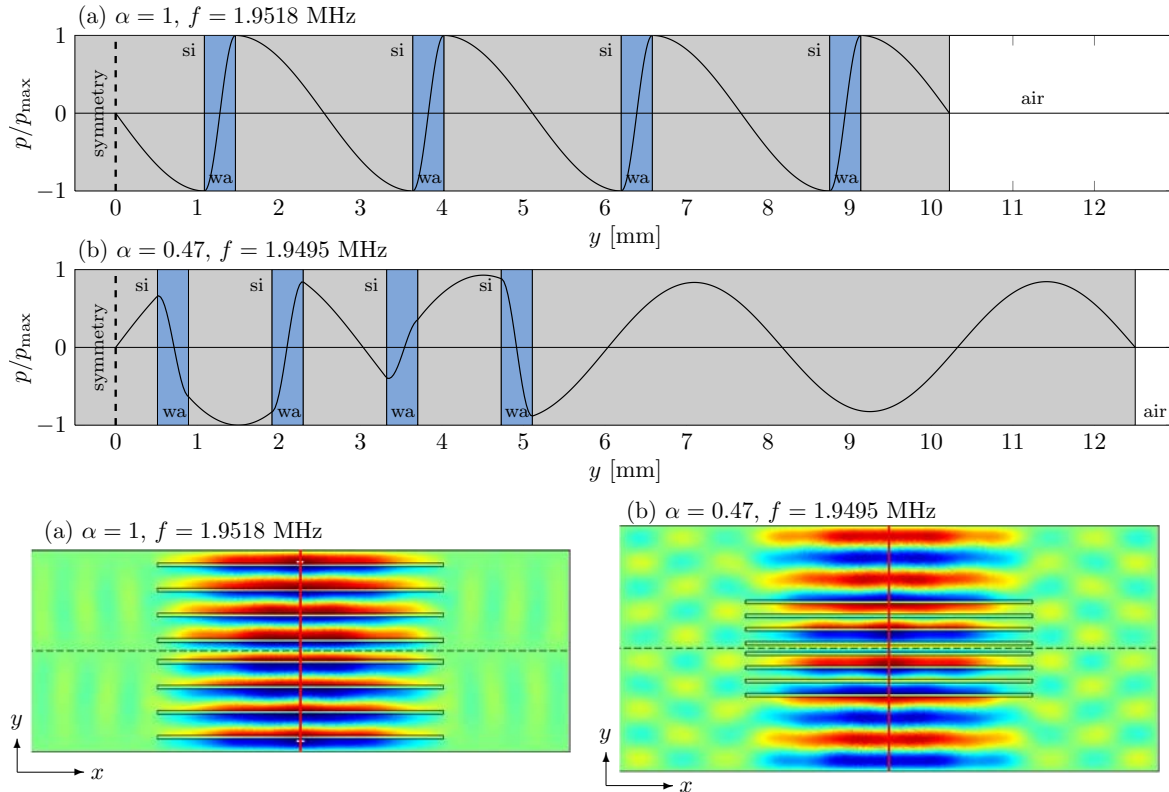 (a) α = 1, f = 1.9518 MHz
1
0
−1
p/p_max
symmetry
si si si si
wa wa wa wa
air
0 1 2 3 4 5 6 7 8 9 10 11 12
y [mm]
(b) α = 0.47, f = 1.9495 MHz
1
0
−1
p/p_max
symmetry
si si si si
wa wa wa wa
air
0 1 2 3 4 5 6 7 8 9 10 11 12
y [mm]
(a) α = 1, f = 1.9518 MHz
y
x
(b) α = 0.47, f = 1.9495 MHz
y
x